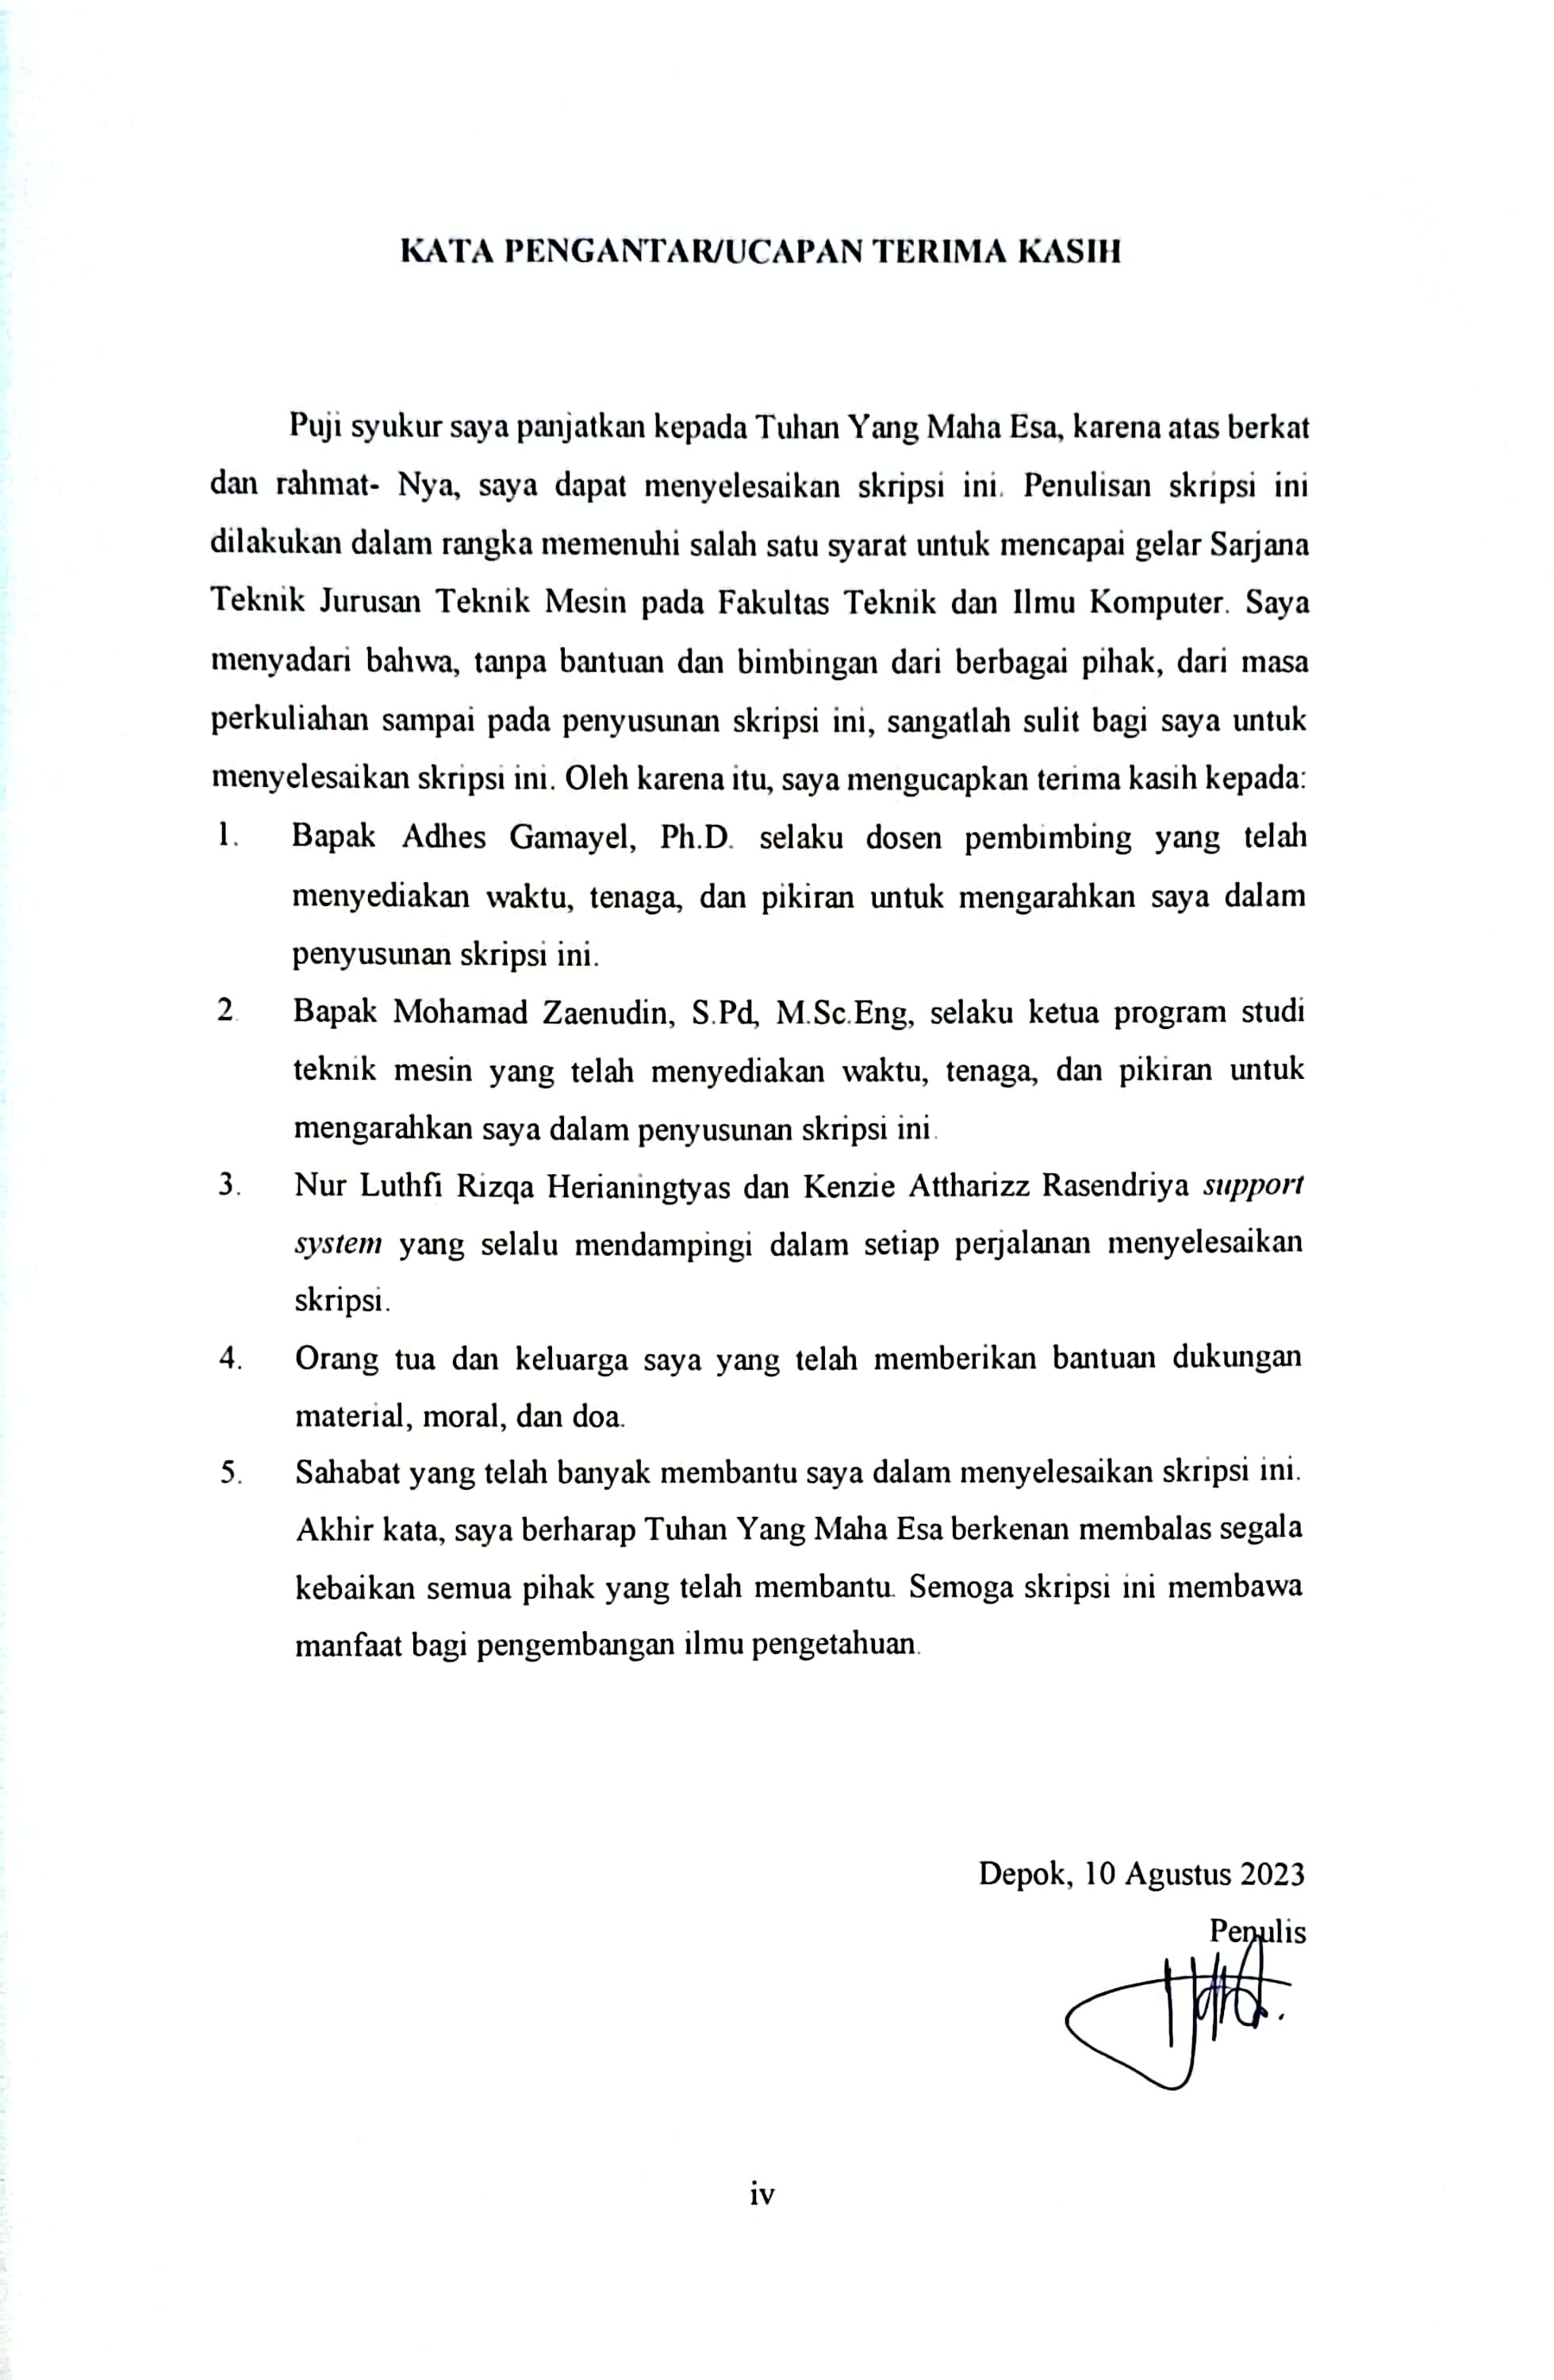 KATA PENGANTAR/UCAPAN TERIMA KASIH
Puji syukur saya panjatkan kepada Tuhan Yang Maha Esa, karena atas berkat
dan rahmat- Nya, saya dapat menyelesaikan skripsi ini. Penulisan skripsi ini
dilakukan dalam rangka memenuhi salah satu syarat untuk mencapai gelar Sarjana
Teknik Jurusan Teknik Mesin pada Fakultas Teknik dan Ilmu Komputer. Saya
menyadari bahwa, tanpa bantuan dan bimbingan dari berbagai pihak, dari masa
perkuliahan sampai pada penyusunan skripsi ini, sangatlah sulit bagi saya untuk
menyelesaikan skripsi ini. Oleh karena itu, saya mengucapkan terima kasih kepada:
1. Bapak Adhes Gamayel, Ph.D. selaku dosen pembimbing yang telah
menyediakan waktu, tenaga, dan pikiran untuk mengarahkan saya dalam
penyusunan skripsi ini.
2. Bapak Mohamad Zaenudin, S.Pd, M.Sc.Eng, selaku ketua program studi
teknik mesin yang telah menyediakan waktu, tenaga, dan pikiran untuk
mengarahkan saya dalam penyusunan skripsi ini.
3. Nur Luthfi Rizqa Herianingtyas dan Kenzie Attharizz Rasendriya support
system yang selalu mendampingi dalam setiap perjalanan menyelesaikan
skripsi.
4. Orang tua dan keluarga saya yang telah memberikan bantuan dukungan
material, moral, dan doa.
5. Sahabat yang telah banyak membantu saya dalam menyelesaikan skripsi ini.
Akhir kata, saya berharap Tuhan Yang Maha Esa berkenan membalas segala
kebaikan semua pihak yang telah membantu. Semoga skripsi ini membawa
manfaat bagi pengembangan ilmu pengetahuan.
Depok, 10 Agustus 2023
Penulis
iv